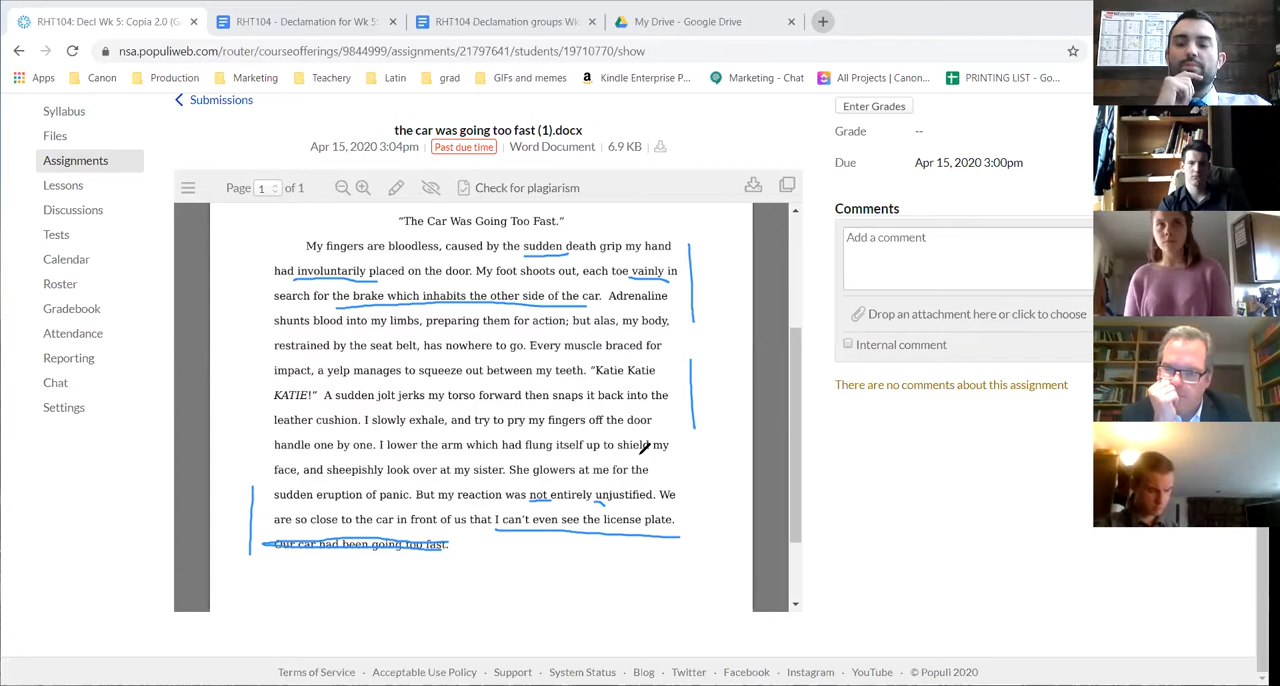 RHT104: Decl Wk 5: Copia 2.0 (G
RHT104 - Declamation for Wk 5:
RHT104 Declamation groups Wk
My Drive - Google Drive
nsa.populiweb.com/router/courseofferings/9844999/assignments/21797641/students/19710770/show
Apps Canon Production Marketing Teachery Latin grad GIFs and memes Kindle Enterprise P... Marketing - Chat All Projects (Canon... PRINTING LIST - Go...
Syllabus
Files
Assignments
Lessons
Discussions
Tests
Calendar
Roster
Gradebook
Attendance
Reporting
Chat
Settings
Submissions
the car was going too fast (1).docx
Apr 15, 2020 3:04pm Past due time Word Document 6.9 KB
Page 1 of 1 Check for plagiarism
“The Car Was Going Too Fast.”
My fingers are bloodless, caused by the sudden death grip my hand
had involuntarily placed on the door. My foot shoots out, each toe vainly in
search for the brake which inhabits the other side of the car. Adrenaline
shunts blood into my limbs, preparing them for action; but alas, my body,
restrained by the seat belt, has nowhere to go. Every muscle braced for
impact, a yelp manages to squeeze out between my teeth. “Katie Katie
KATIE!” A sudden jolt jerks my torso forward then snaps it back into the
leather cushion. I slowly exhale, and try to pry my fingers off the door
handle one by one. I lower the arm which had flung itself up to shield my
face, and sheepishly look over at my sister. She glowers at me for the
sudden eruption of panic. But my reaction was not entirely unjustified. We
are so close to the car in front of us that I can’t even see the license plate.
Our car had been going too fast.
Enter Grades
Grade --
Due Apr 15, 2020 3:00pm
Comments
Add a comment
Drop an attachment here or click to choose
Internal comment
There are no comments about this assignment
Terms of Service · Acceptable Use Policy · Support · System Status · Blog · Twitter · Facebook · Instagram · YouTube · © Populi 2020